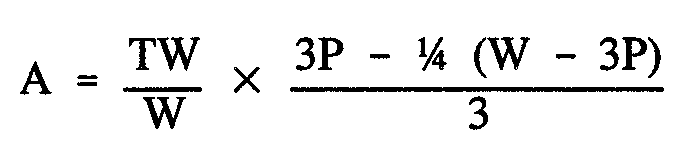 A = TW/W × (3P - ¼ (W - 3P))/3